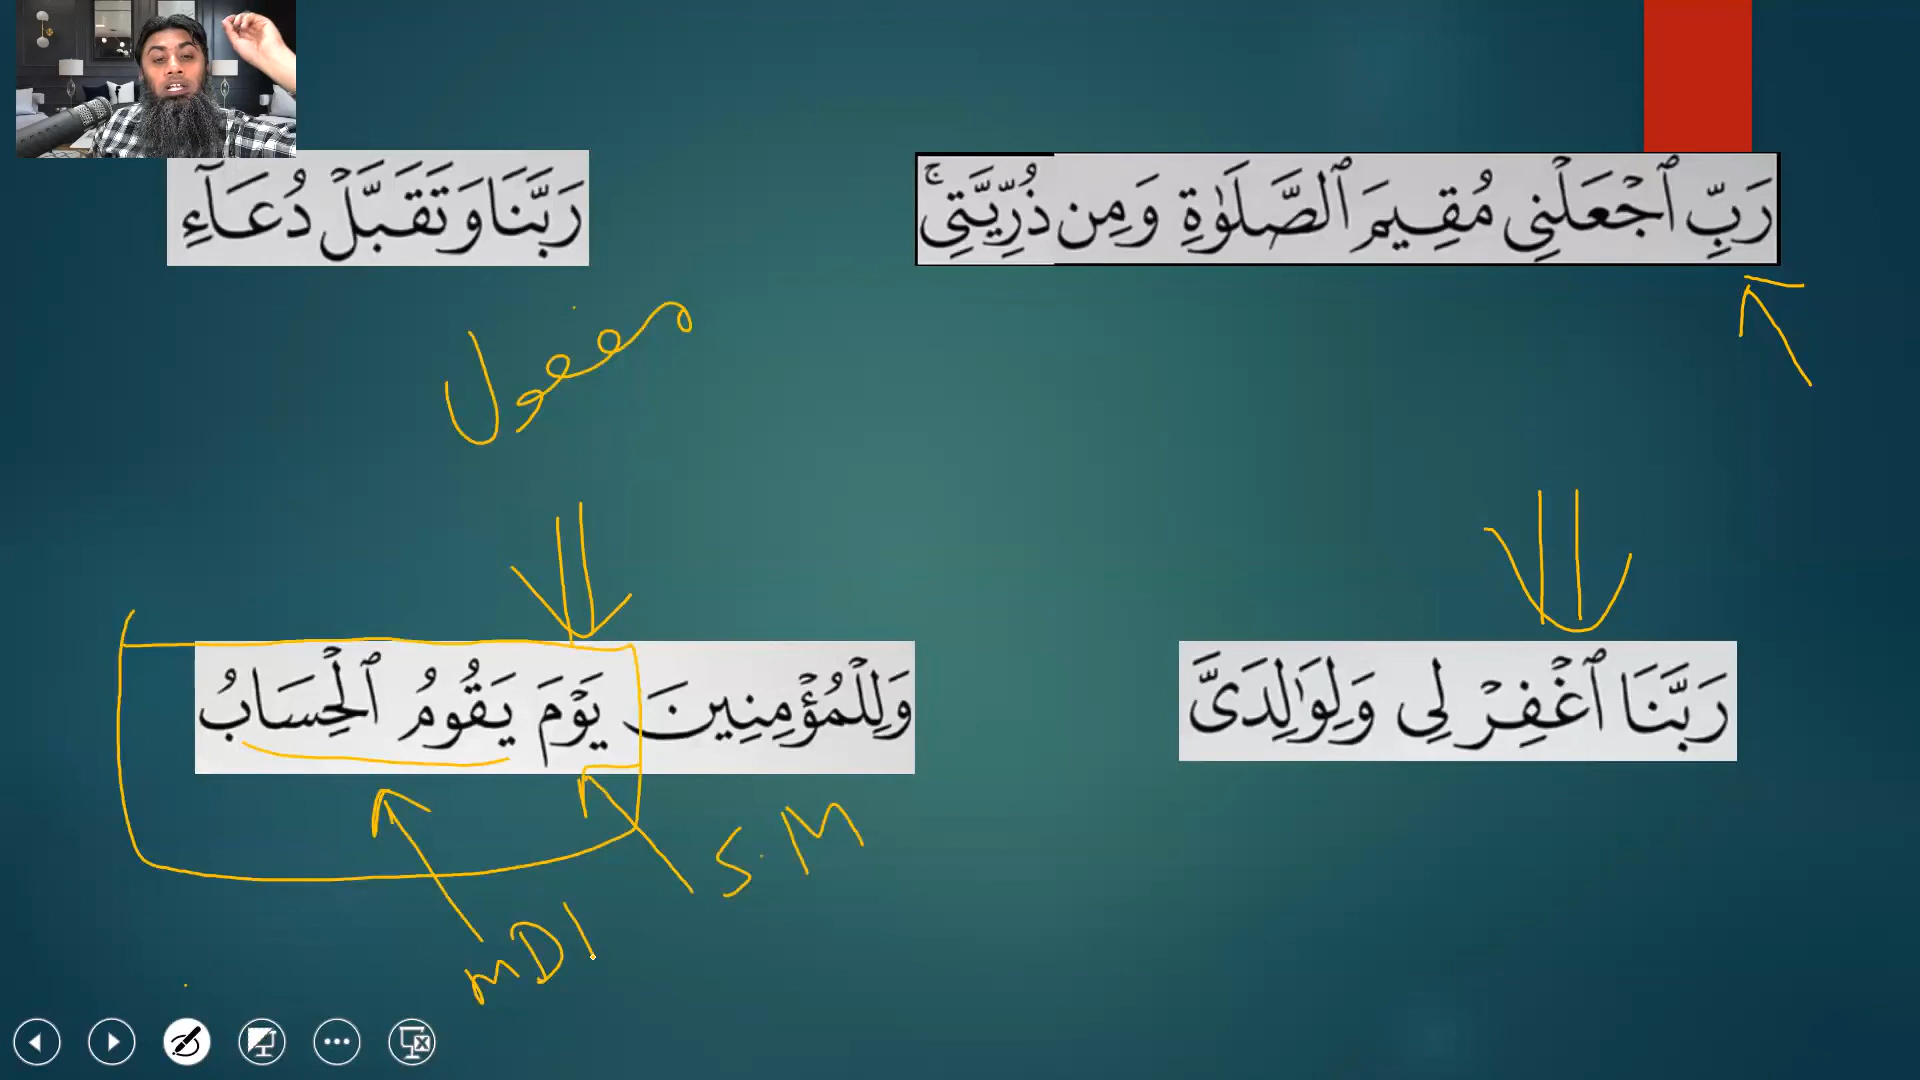 رَبِّ ٱجْعَلْنِى مُقِيمَ ٱلصَّلَوٰةِ وَمِن ذُرِّيَّتِى ۚ
رَبَّنَا وَتَقَبَّلْ دُعَآءِ
مفعول
رَبَّنَا ٱغْفِرْ لِى وَلِوَٰلِدَىَّ
وَلِلْمُؤْمِنِينَ يَوْمَ يَقُومُ ٱلْحِسَابُ
S.M
MDI